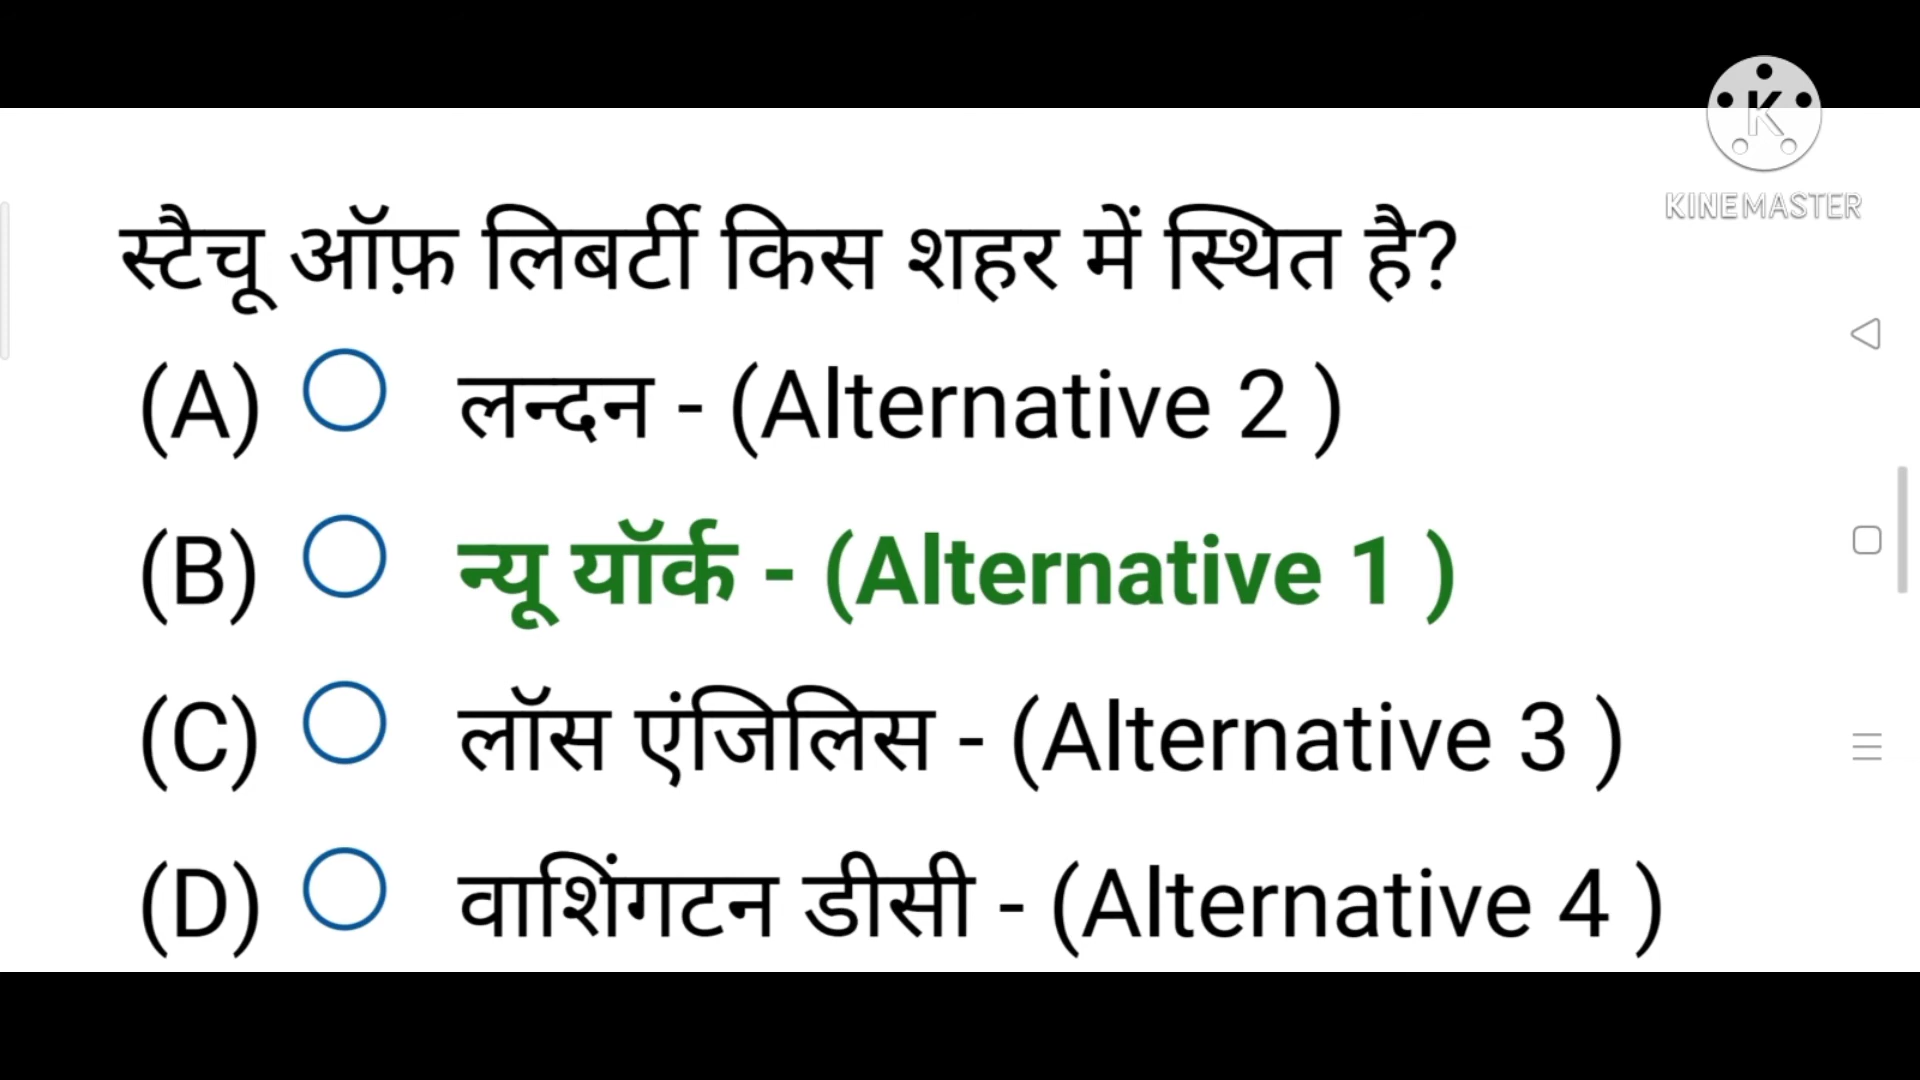 K
KINEMASTER
स्टैचू ऑफ़ लिबर्टी किस शहर में स्थित है?
(A) लन्दन - (Alternative 2 )
(B) न्यू यॉर्क - (Alternative 1 )
(C) लॉस एंजिलिस - (Alternative 3 )
(D) वाशिंगटन डीसी - (Alternative 4 )